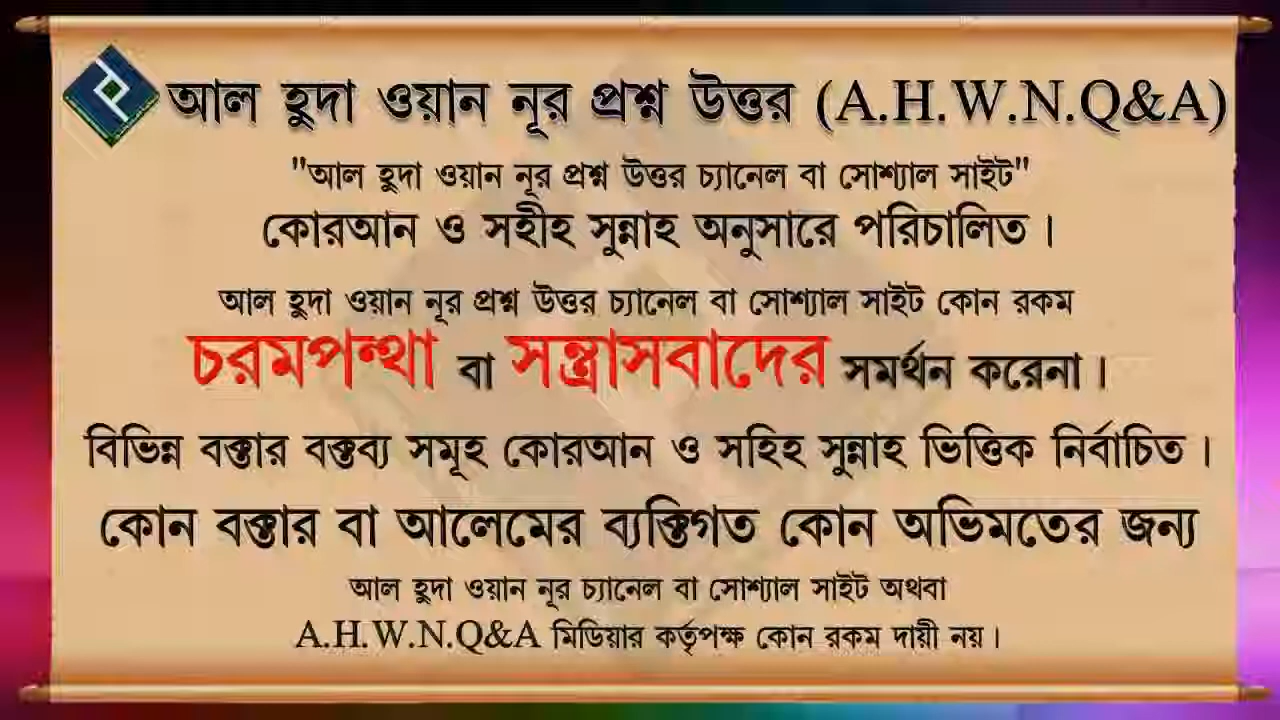 আল হুদা ওয়ান নূর প্রশ্ন উত্তর (A.H.W.N.Q&A)
"আল হুদা ওয়ান নূর প্রশ্ন উত্তর চ্যানেল বা সোশ্যাল সাইট"
কোরআন ও সহীহ সুন্নাহ অনুসারে পরিচালিত ।
আল হুদা ওয়ান নূর প্রশ্ন উত্তর চ্যানেল বা সোশ্যাল সাইট কোন রকম
চরমপন্থা বা সন্ত্রাসবাদের সমর্থন করেনা ।
বিভিন্ন বক্তার বক্তব্য সমূহ কোরআন ও সহিহ সুন্নাহ ভিত্তিক নির্বাচিত ।
কোন বক্তার বা আলেমের ব্যক্তিগত কোন অভিমতের জন্য
আল হুদা ওয়ান নূর চ্যানেল বা সোশ্যাল সাইট অথবা
A.H.W.N.Q&A মিডিয়ার কর্তৃপক্ষ কোন রকম দায়ী নয় ।